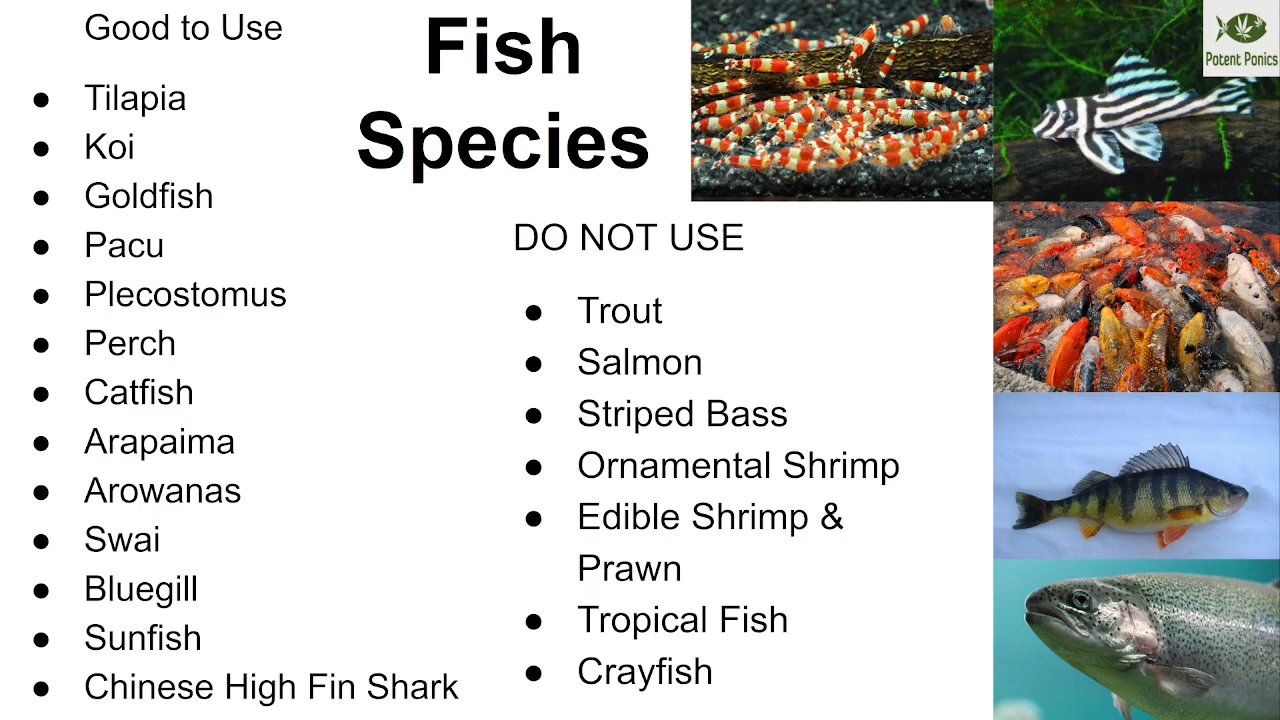 Good to Use
● Tilapia
● Koi
● Goldfish
● Pacu
● Plecostomus
● Perch
● Catfish
● Arapaima
● Arowanas
● Swai
● Bluegill
● Sunfish
● Chinese High Fin Shark
Fish
Species
DO NOT USE
● Trout
● Salmon
● Striped Bass
● Ornamental Shrimp
● Edible Shrimp &
Prawn
● Tropical Fish
● Crayfish
Potent Ponics